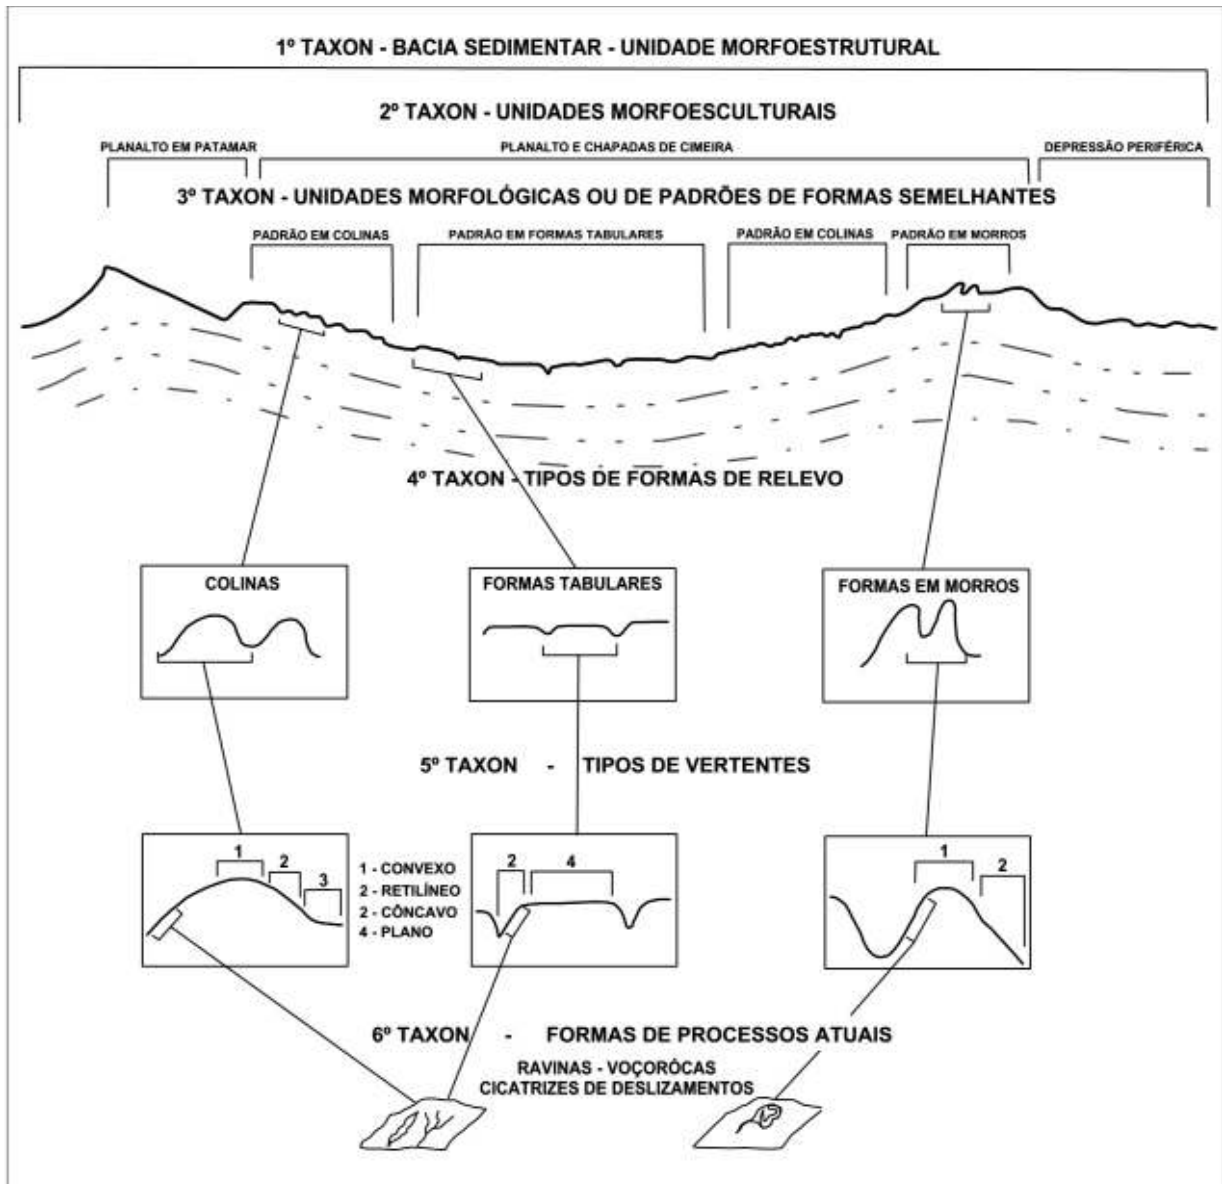 1º TAXON - BACIA SEDIMENTAR - UNIDADE MORFOESTRUTURAL
2º TAXON - UNIDADES MORFOESCULTURAIS
PLANALTO EM PATAMAR
PLANALTO E CHAPADAS DE CIMEIRA
DEPRESSÃO PERIFÉRICA
3º TAXON - UNIDADES MORFOLÓGICAS OU DE PADRÕES DE FORMAS SEMELHANTES
PADRÃO EM COLINAS
PADRÃO EM FORMAS TABULARES
PADRÃO EM COLINAS
PADRÃO EM MORROS
4º TAXON - TIPOS DE FORMAS DE RELEVO
COLINAS
FORMAS TABULARES
FORMAS EM MORROS
5º TAXON - TIPOS DE VERTENTES
1
2
3
1 - CONVEXO
2 - RETILÍNEO
2 - CÔNCAVO
4 - PLANO
2
4
1
2
6º TAXON - FORMAS DE PROCESSOS ATUAIS
RAVINAS - VOÇORÓCAS
CICATRIZES DE DESLIZAMENTOS